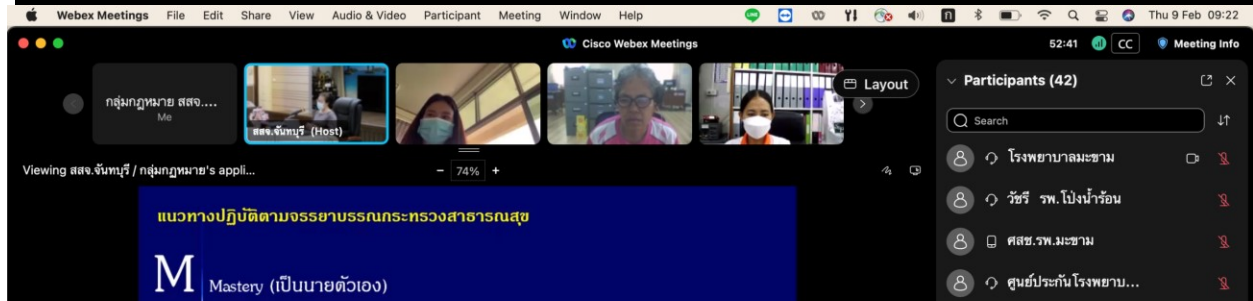 Webex Meetings File Edit Share View Audio & Video Participant Meeting Window Help Thu 9 Feb 09:22
Cisco Webex Meetings
52:41 CC Meeting Info
กลุ่มกฎหมาย สสจ....
Me
สสจ.จันทบุรี (Host)
Layout
Viewing สสจ.จันทบุรี / กลุ่มกฎหมาย's appli... - 74% +
แนวทางปฏิบัติตามจรรยาบรรณกระทรวงสาธารณสุข
M Mastery (เป็นนายตัวเอง)
Participants (42)
Search
โรงพยาบาลมะขาม
วัชรี รพ.โป่งน้ำร้อน
ศสช.รพ.มะขาม
ศูนย์ประกันโรงพยาบ...